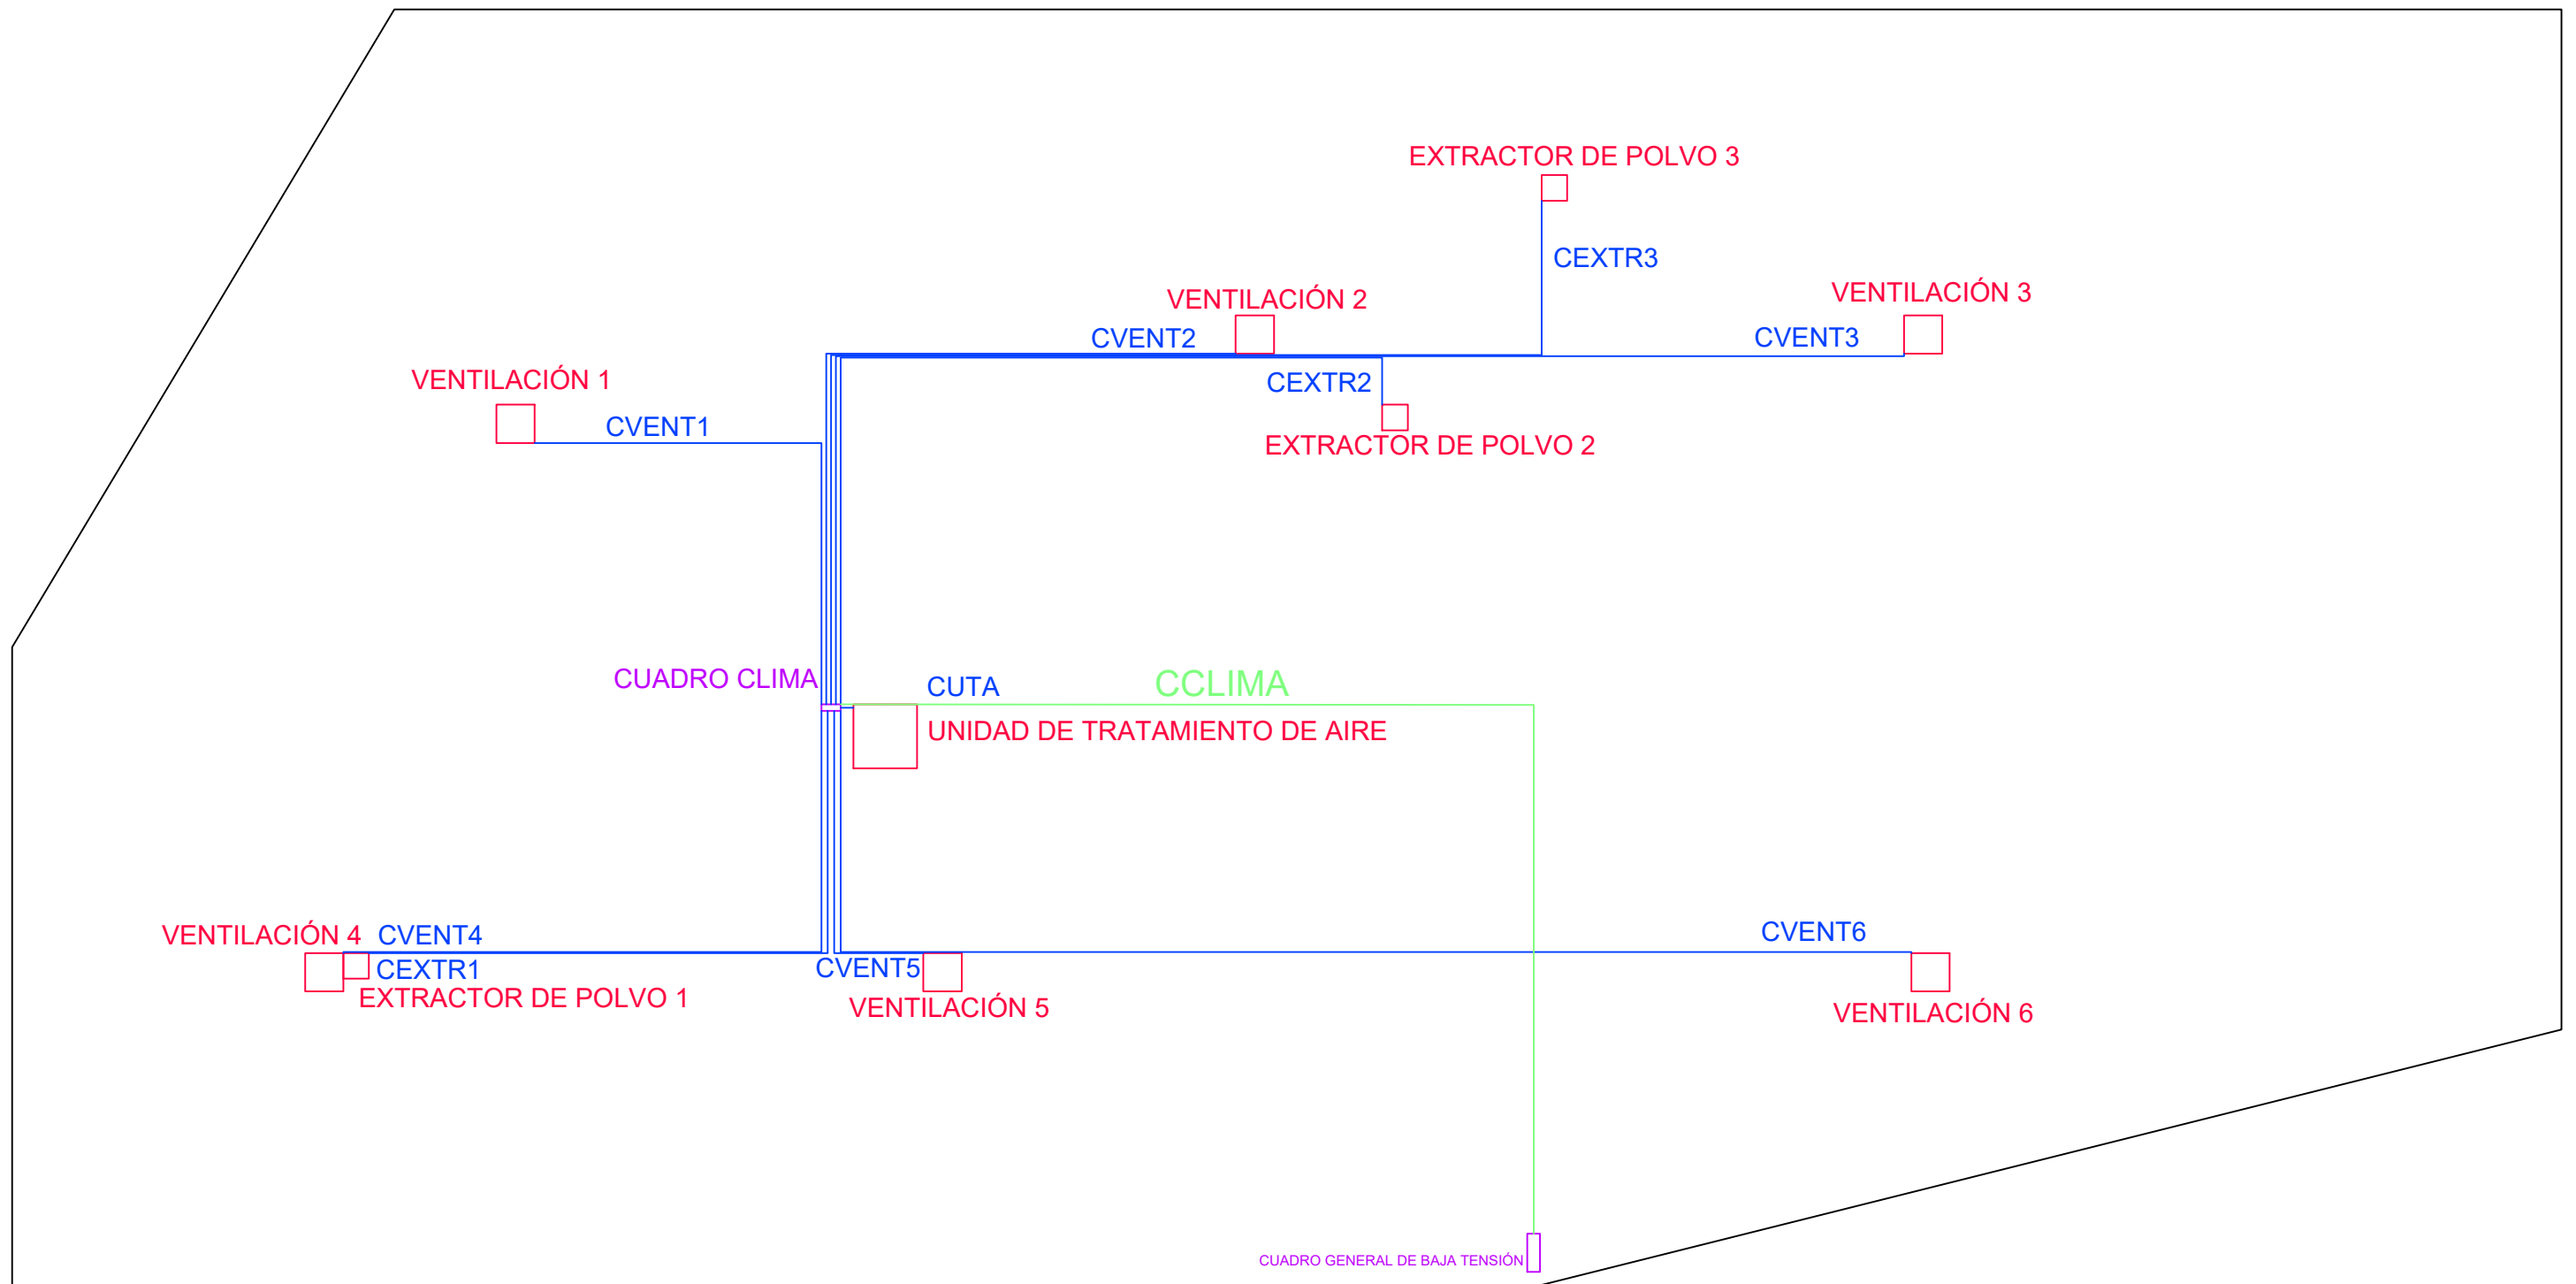 EXTRACTOR DE POLVO 3
CEXTR3
VENTILACIÓN 2
VENTILACIÓN 3
CVENT2
CVENT3
VENTILACIÓN 1
CEXTR2
CVENT1
EXTRACTOR DE POLVO 2
CUADRO CLIMA
CUTA
CCLIMA
UNIDAD DE TRATAMIENTO DE AIRE
VENTILACIÓN 4
CVENT4
CVENT6
CEXTR1
CVENT5
EXTRACTOR DE POLVO 1
VENTILACIÓN 5
VENTILACIÓN 6
CUADRO GENERAL DE BAJA TENSIÓN